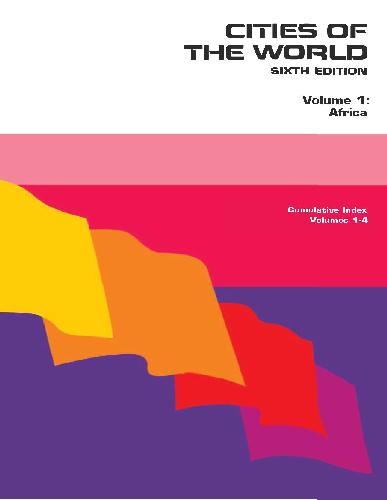 CITIES OF
THE WORLD
SIXTH EDITION
Volume 1:
Africa
Cumulative Index
Volumes 1-4